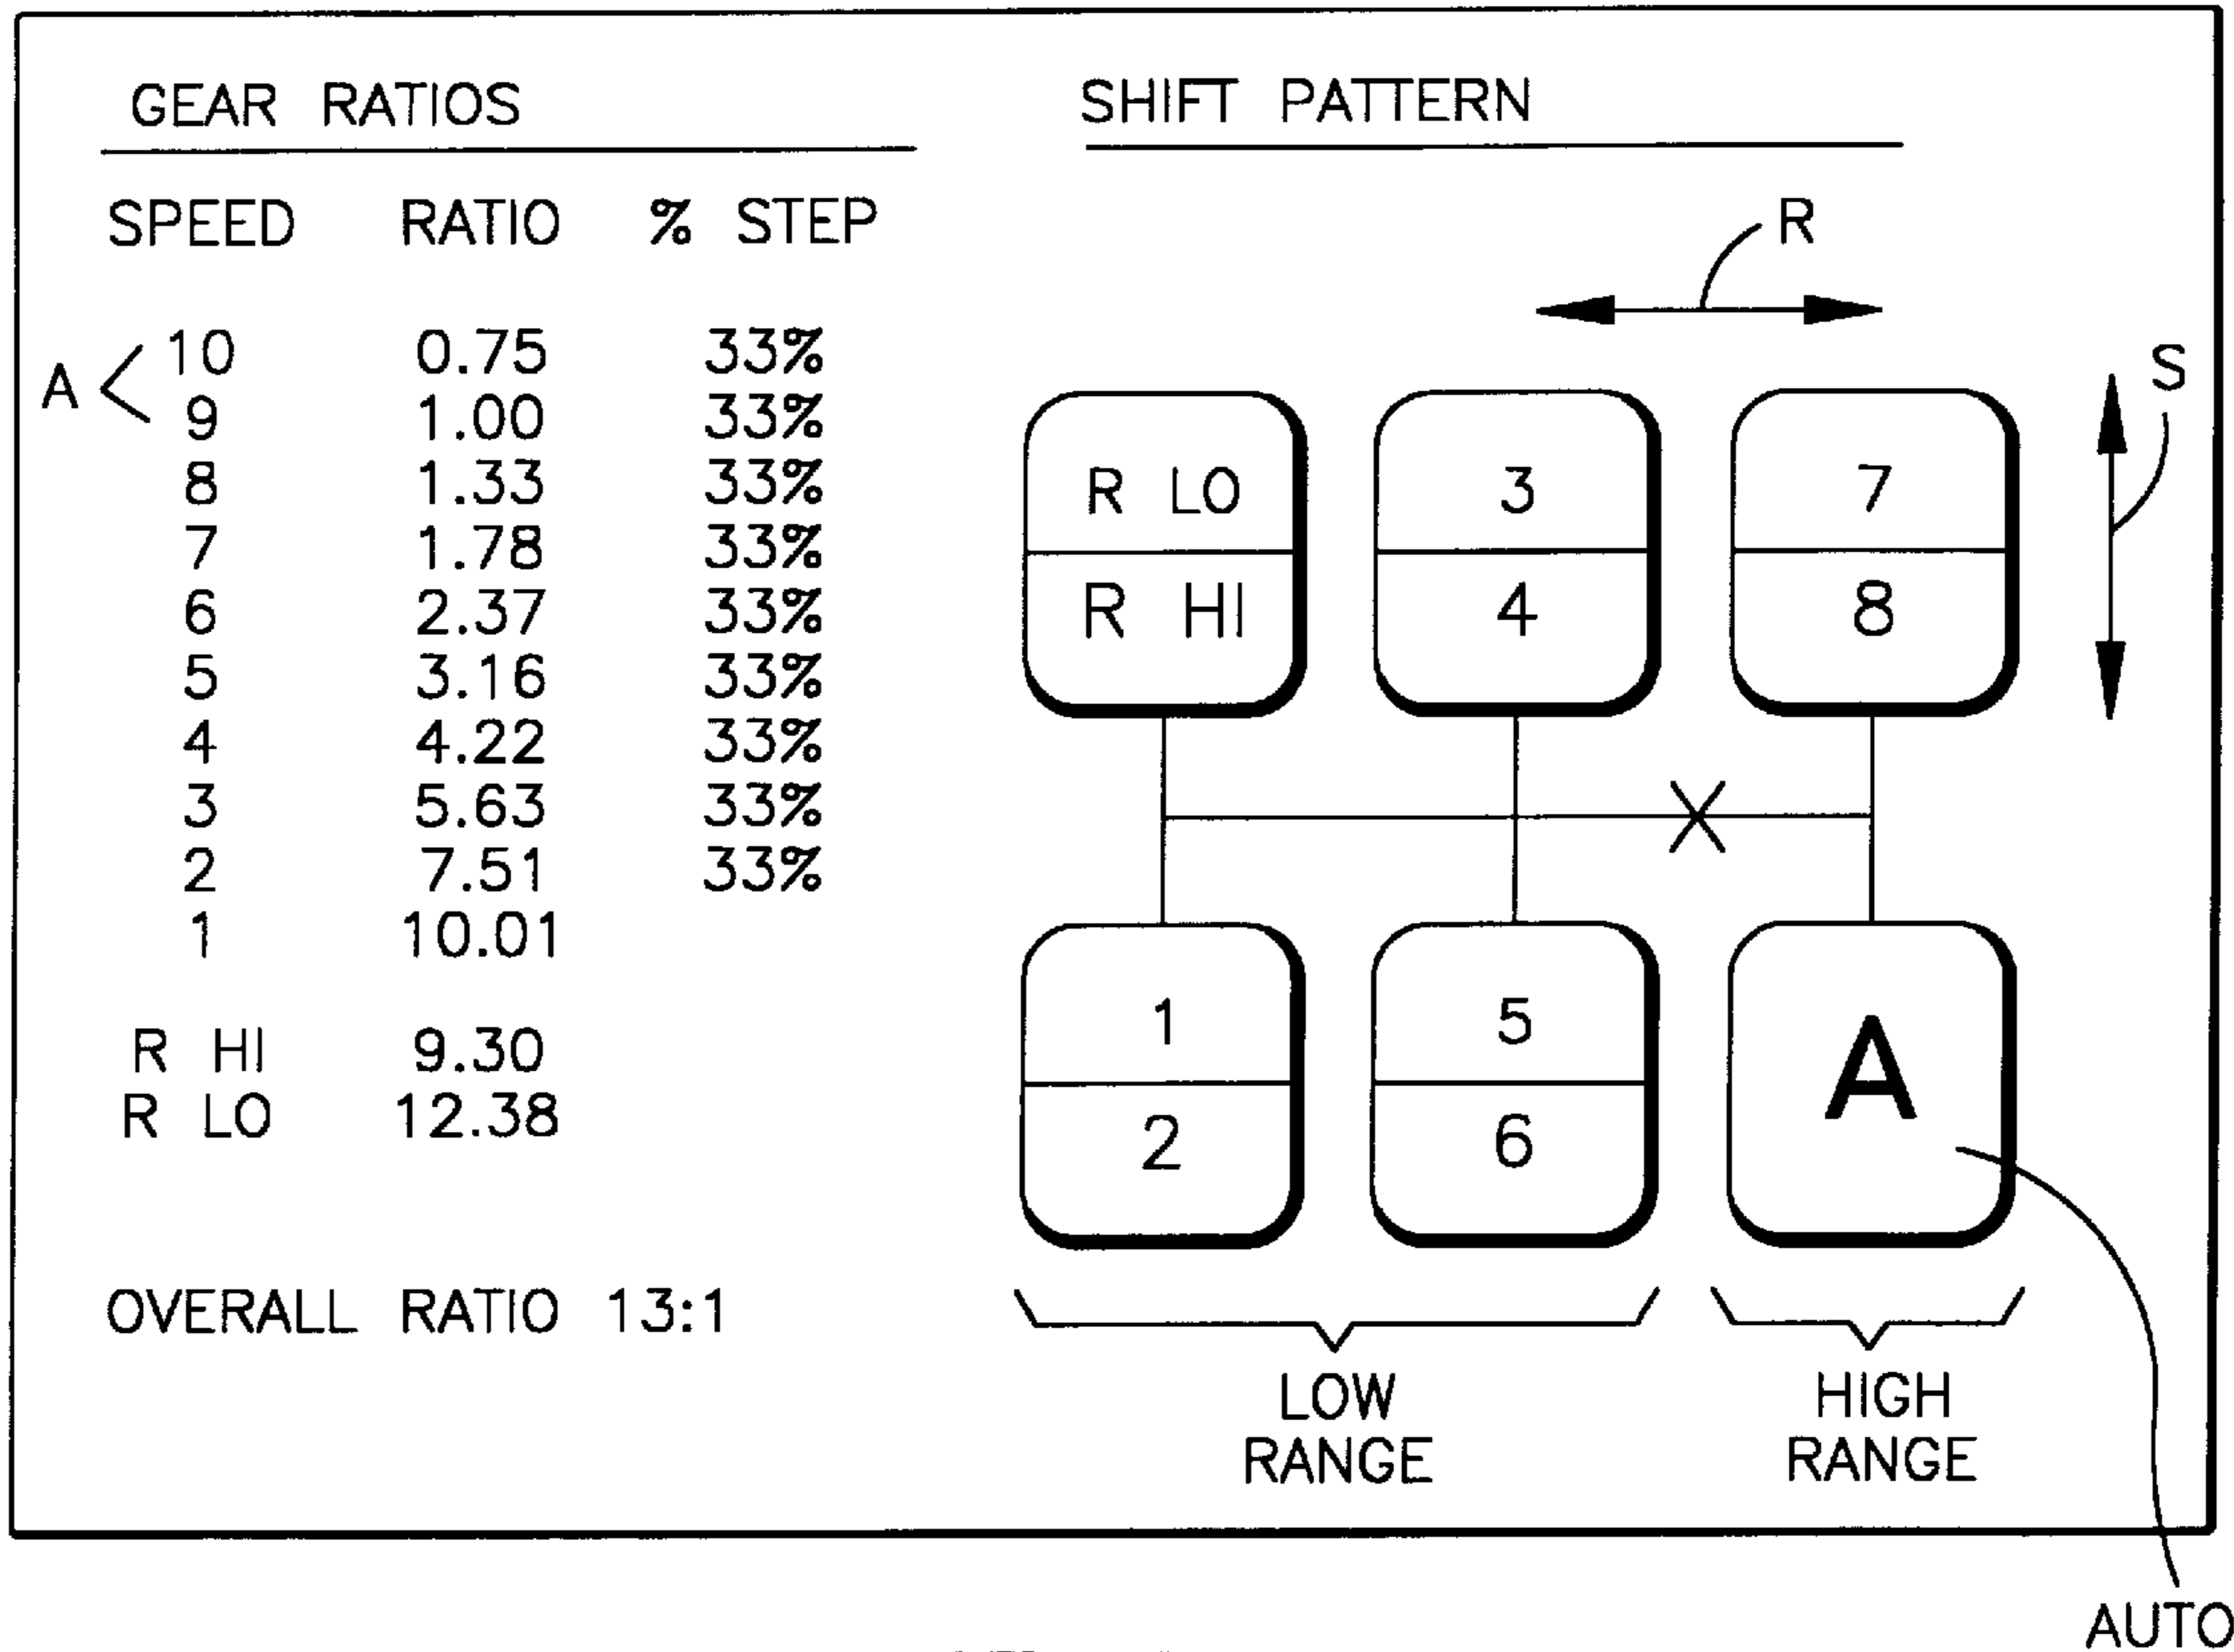 GEAR RATIOS
SPEED RATIO % STEP
A
10 0.75 33%
9 1.00 33%
8 1.33 33%
7 1.78 33%
6 2.37 33%
5 3.16 33%
4 4.22 33%
3 5.63 33%
2 7.51 33%
1 10.01
R HI 9.30
R LO 12.38
OVERALL RATIO 13:1
SHIFT PATTERN
R
S
R LO
R HI
3
4
7
8
X
1
2
5
6
A
LOW
RANGE
HIGH
RANGE
AUTO